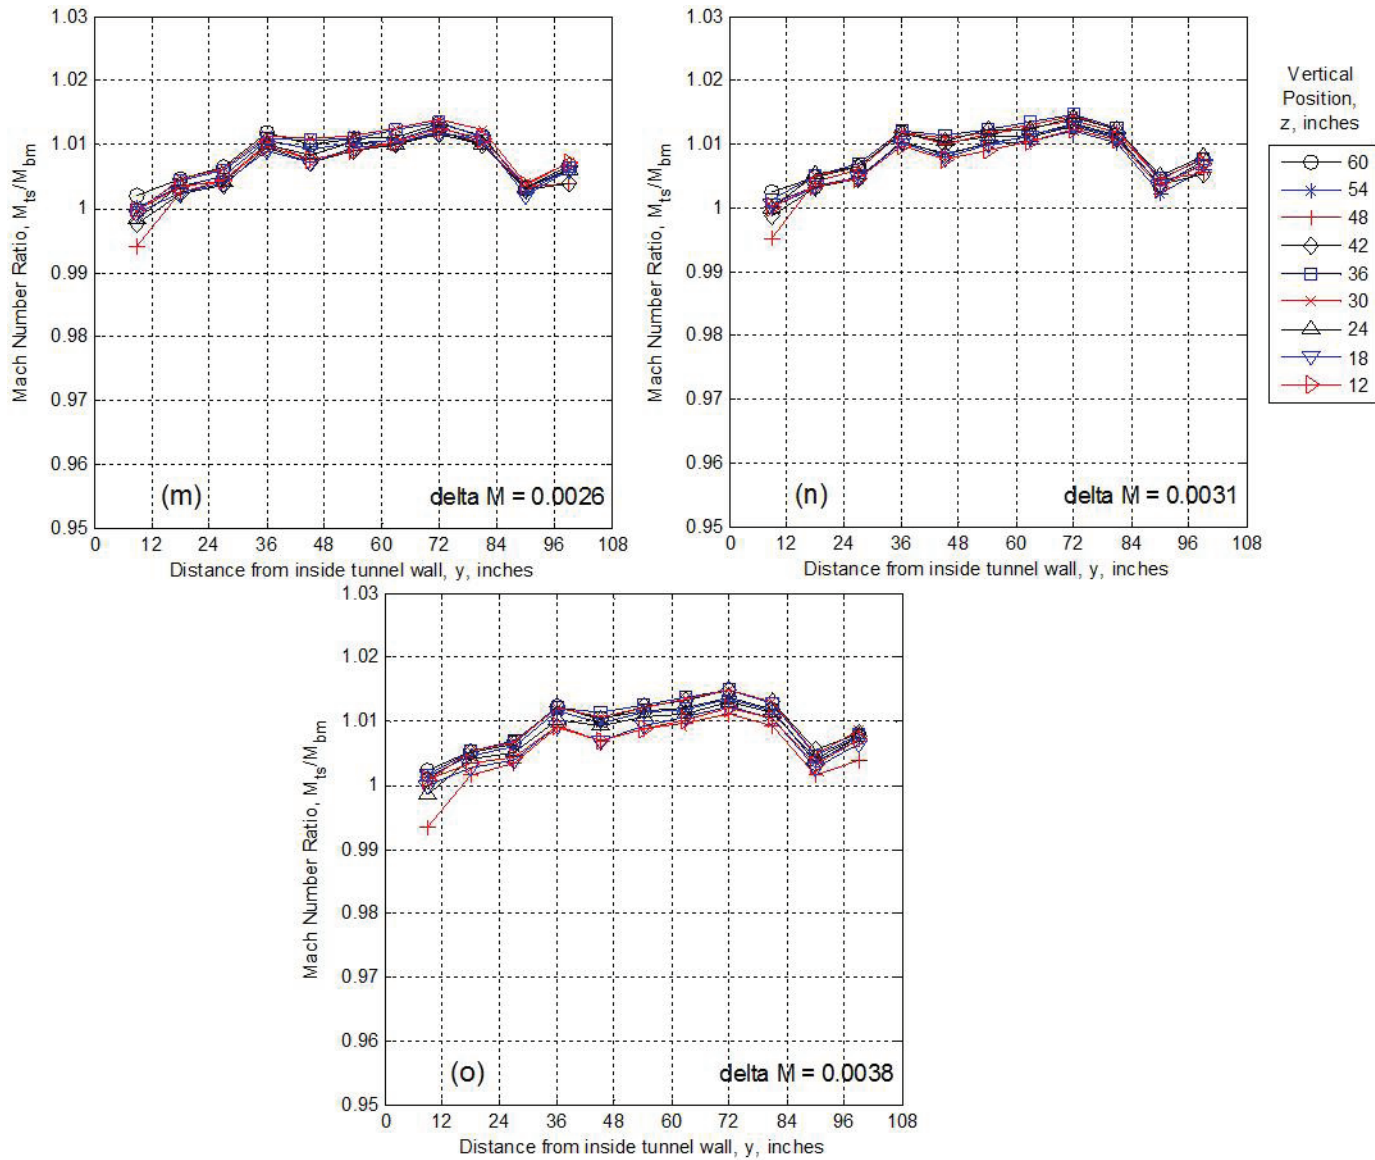 1.03
1.02
1.01
1
0.99
0.98
0.97
0.96
0.95
Mach Number Ratio, Mts/Mbm
(m)
delta M = 0.0026
0 12 24 36 48 60 72 84 96 108
Distance from inside tunnel wall, y, inches
1.03
1.02
1.01
1
0.99
0.98
0.97
0.96
0.95
Mach Number Ratio, Mts/Mbm
(n)
delta M = 0.0031
0 12 24 36 48 60 72 84 96 108
Distance from inside tunnel wall, y, inches
Vertical
Position,
z, inches
60
54
48
42
36
30
24
18
12
1.03
1.02
1.01
1
0.99
0.98
0.97
0.96
0.95
Mach Number Ratio, Mts/Mbm
(o)
delta M = 0.0038
0 12 24 36 48 60 72 84 96 108
Distance from inside tunnel wall, y, inches